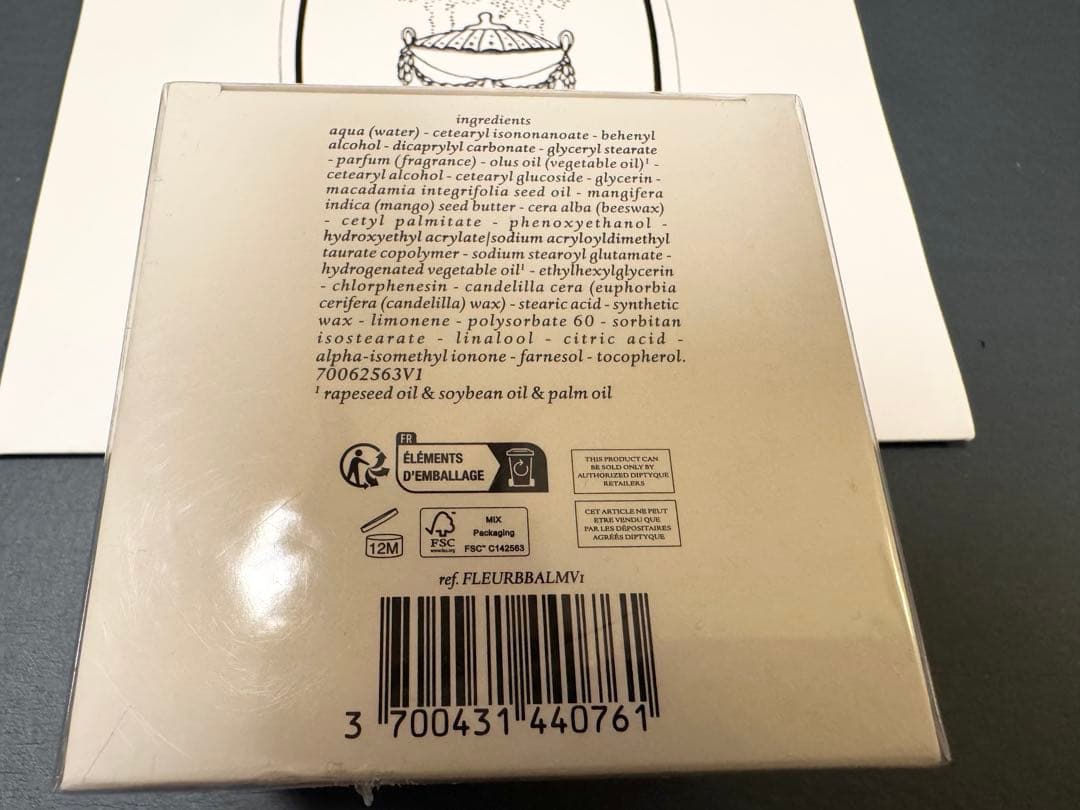 ingredients
aqua (water) - cetearyl isononanoate - behenyl
alcohol - dicaprylyl carbonate - glyceryl stearate
- parfum (fragrance) - olus oil (vegetable oil)¹ -
cetearyl alcohol - cetearyl glucoside - glycerin -
macadamia integrifolia seed oil - mangifera
indica (mango) seed butter - cera alba (beeswax)
- cetyl palmitate - phenoxyethanol -
hydroxyethyl acrylate/sodium acryloyldimethyl
taurate copolymer - sodium stearoyl glutamate -
hydrogenated vegetable oil¹ - ethylhexylglycerin
- chlorphenesin - candelilla cera (euphorbia
cerifera (candelilla) wax) - stearic acid - synthetic
wax - limonene - polysorbate 60 - sorbitan
isostearate - linalool - citric acid -
alpha-isomethyl ionone - farnesol - tocopherol.
70062563V1
¹ rapeseed oil & soybean oil & palm oil
FR
ÉLÉMENTS
D'EMBALLAGE
THIS PRODUCT CAN
BE SOLD ONLY BY
AUTHORIZED DIPTYQUE
RETAILERS
12M
FSC
www.fsc.org
MIX
Packaging
FSC™ C142563
CET ARTICLE NE PEUT
ETRE VENDU QUE
PAR LES DÉPOSITAIRES
AGRÉÉS DIPTYQUE
ref. FLEURBBALMV1
3 700431 440761